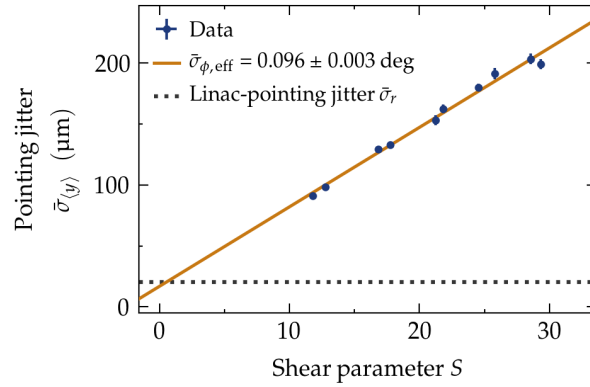 Data
σ̄ϕ,eff = 0.096 ± 0.003 deg
Linac-pointing jitter σ̄r
Pointing jitter
σ̄⟨y⟩ (μm)
200
100
0
0
10
20
30
Shear parameter S